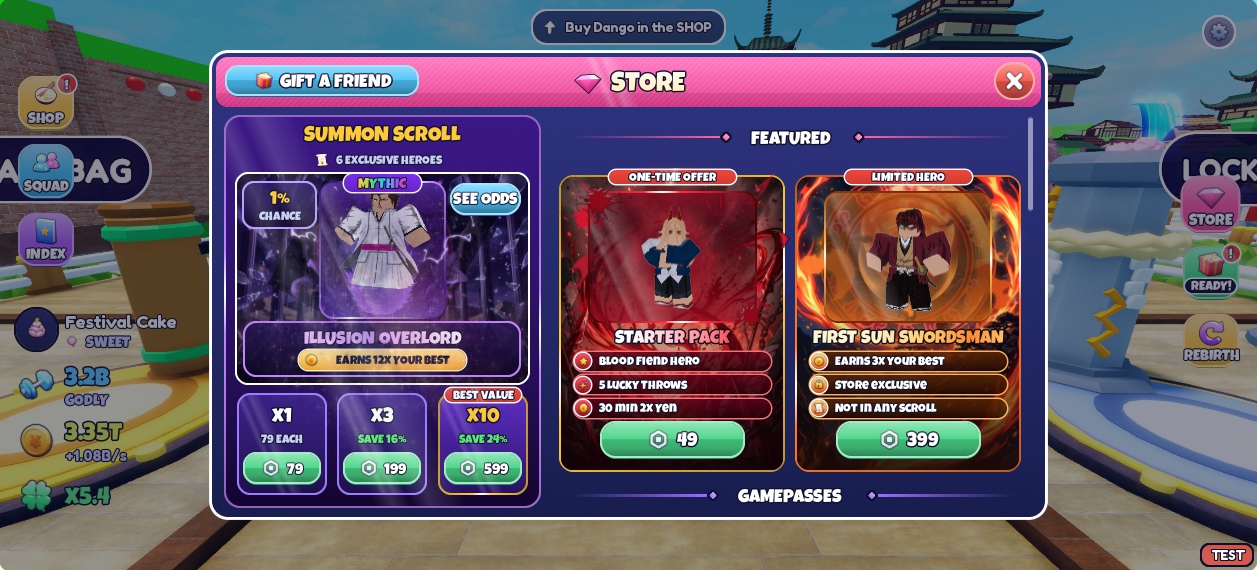 Buy Dango in the SHOP
GIFT A FRIEND
STORE
!
SHOP
BAG
SQUAD
INDEX
Festival Cake
SWEET
3.2B
GODLY
3.35T
+1.08B/s
X5.4
SUMMON SCROLL
6 EXCLUSIVE HEROES
1%
CHANCE
MYTHIC
SEE ODDS
ILLUSION OVERLORD
EARNS 12X YOUR BEST
X1
79 EACH
79
X3
SAVE 16%
199
BEST VALUE
X10
SAVE 24%
599
FEATURED
ONE-TIME OFFER
STARTER PACK
BLOOD FIEND HERO
5 LUCKY THROWS
30 MIN 2X YEN
49
LIMITED HERO
FIRST SUN SWORDSMAN
EARNS 3X YOUR BEST
STORE EXCLUSIVE
NOT IN ANY SCROLL
399
GAMEPASSES
LOCK
STORE
!
READY!
REBIRTH
TEST